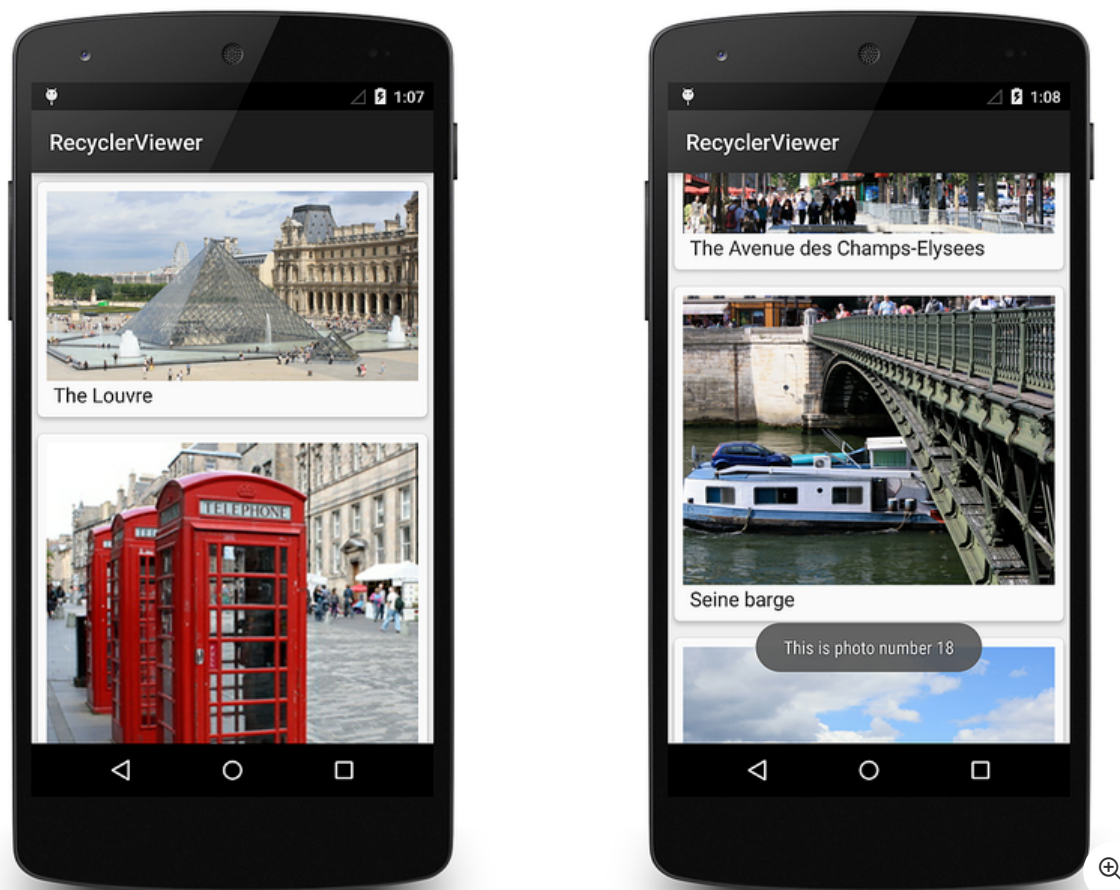 1:07
RecyclerViewer
The Louvre
TELEPHONE
1:08
RecyclerViewer
The Avenue des Champs-Elysees
Seine barge
This is photo number 18